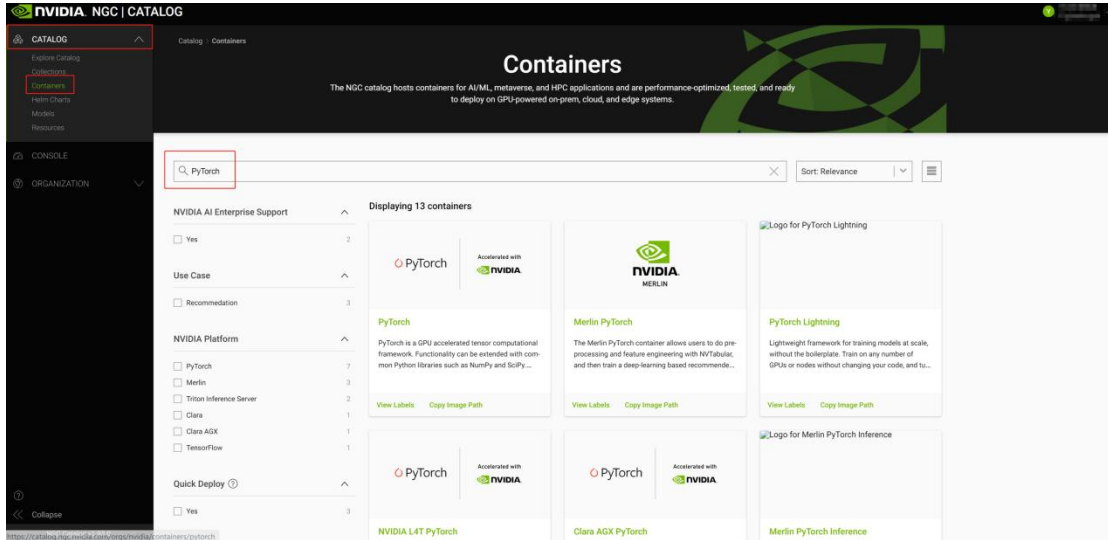 NVIDIA. NGC | CATALOG
Y
CATALOG
Explore Catalog
Collections
Containers
Helm Charts
Models
Resources
CONSOLE
ORGANIZATION
Collapse
https://catalog.ngc.nvidia.com/orgs/nvidia/containers/pytorch
Catalog > Containers
Containers
The NGC catalog hosts containers for AI/ML, metaverse, and HPC applications and are performance-optimized, tested, and ready
to deploy on GPU-powered on-prem, cloud, and edge systems.
PyTorch
Sort: Relevance
NVIDIA AI Enterprise Support
Yes 2
Use Case
Recommedation 3
NVIDIA Platform
PyTorch 7
Merlin 3
Triton Inference Server 2
Clara 1
Clara AGX 1
TensorFlow 1
Quick Deploy ?
Yes 3
Displaying 13 containers
PyTorch
Accelerated with
NVIDIA.
PyTorch
PyTorch is a GPU accelerated tensor computational
framework. Functionality can be extended with com-
mon Python libraries such as NumPy and SciPy....
View Labels Copy Image Path
NVIDIA.
MERLIN
Merlin PyTorch
The Merlin PyTorch container allows users to do pre-
processing and feature engineering with NVTabular,
and then train a deep-learning based recommende...
View Labels Copy Image Path
Logo for PyTorch Lightning
PyTorch Lightning
Lightweight framework for training models at scale,
without the boilerplate. Train on any number of
GPUs or nodes without changing your code, and tu...
View Labels Copy Image Path
PyTorch
Accelerated with
NVIDIA.
NVIDIA L4T PyTorch
PyTorch
Accelerated with
NVIDIA.
Clara AGX PyTorch
Logo for Merlin PyTorch Inference
Merlin PyTorch Inference